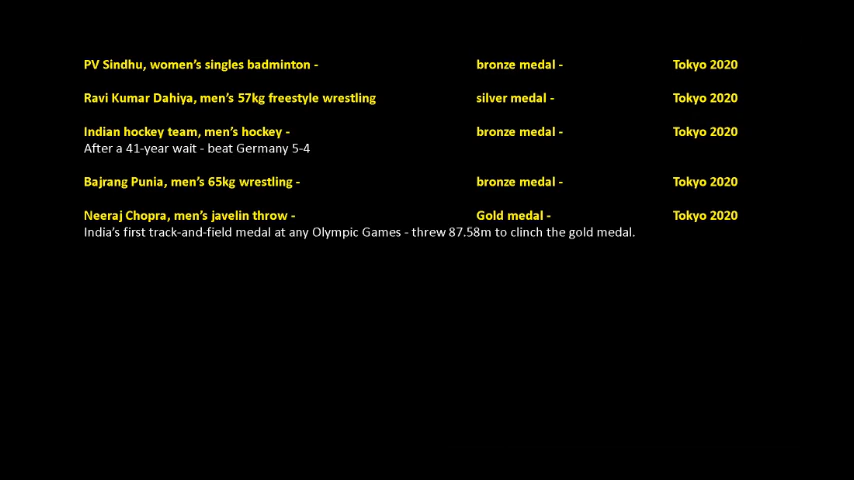 PV Sindhu, women’s singles badminton - bronze medal - Tokyo 2020
Ravi Kumar Dahiya, men’s 57kg freestyle wrestling silver medal - Tokyo 2020
Indian hockey team, men’s hockey - bronze medal - Tokyo 2020
After a 41-year wait - beat Germany 5-4
Bajrang Punia, men’s 65kg wrestling - bronze medal - Tokyo 2020
Neeraj Chopra, men’s javelin throw - Gold medal - Tokyo 2020
India’s first track-and-field medal at any Olympic Games - threw 87.58m to clinch the gold medal.